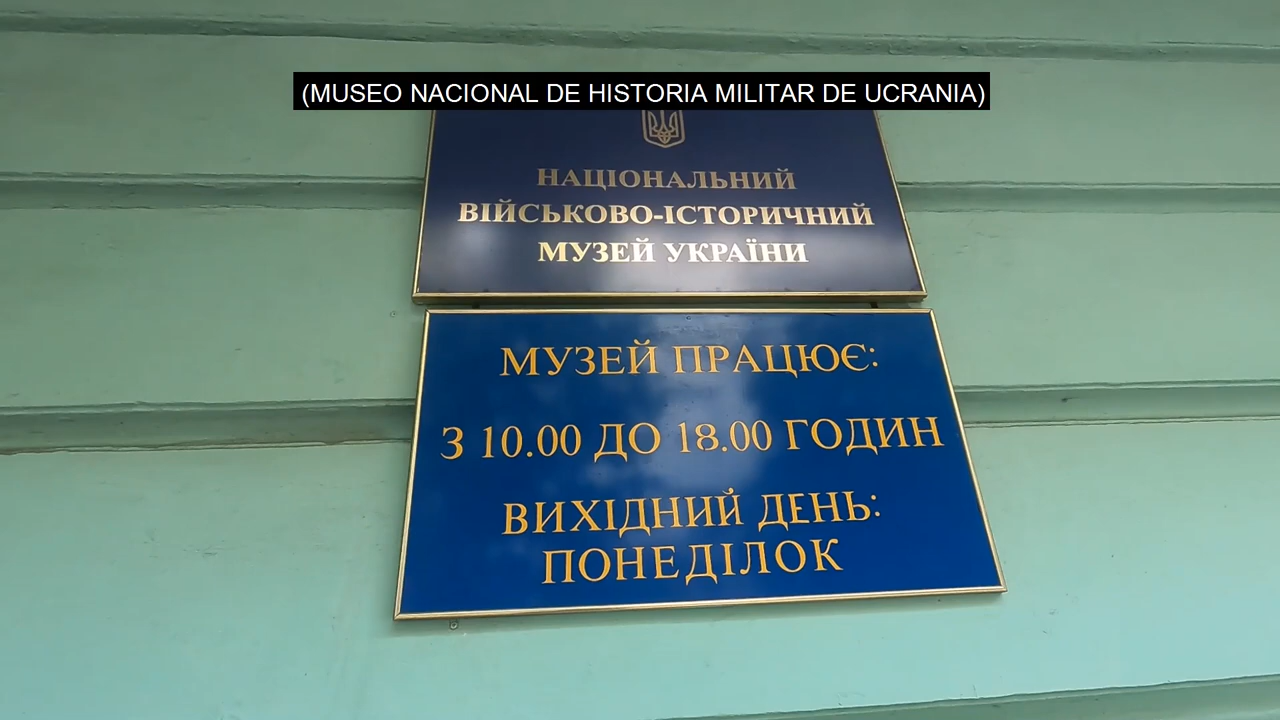 (MUSEO NACIONAL DE HISTORIA MILITAR DE UCRANIA)
НАЦІОНАЛЬНИЙ
ВІЙСЬКОВО-ІСТОРИЧНИЙ
МУЗЕЙ УКРАЇНИ
МУЗЕЙ ПРАЦЮЄ:
З 10.00 ДО 18.00 ГОДИН
ВИХІДНИЙ ДЕНЬ:
ПОНЕДІЛОК